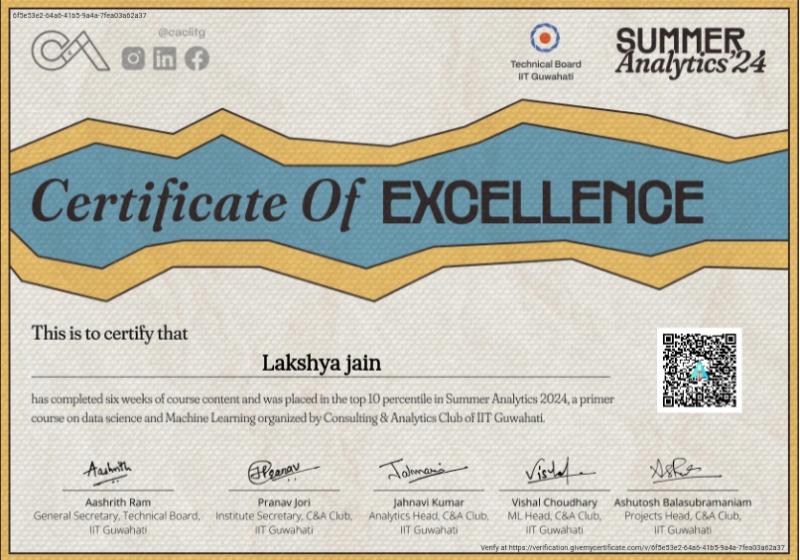 6f5e53e2-64a6-41b5-9a4a-7fea03a62a37
@caciitg
CA
Technical Board
IIT Guwahati
SUMMER
Analytics'24
Certificate Of EXCELLENCE
This is to certify that
Lakshya jain
has completed six weeks of course content and was placed in the top 10 percentile in Summer Analytics 2024, a primer
course on data science and Machine Learning organized by Consulting & Analytics Club of IIT Guwahati.
Aashrith Pranav Jahnavi Vishal Ashu
Aashrith Ram Pranav Jori Jahnavi Kumar Vishal Choudhary Ashutosh Balasubramaniam
General Secretary, Technical Board, Institute Secretary, C&A Club, Analytics Head, C&A Club, ML Head, C&A Club, Projects Head, C&A Club,
IIT Guwahati IIT Guwahati IIT Guwahati IIT Guwahati IIT Guwahati
Verify at https://verification.givemycertificate.com/v/6f5e53e2-64a6-41b5-9a4a-7fea03a62a37